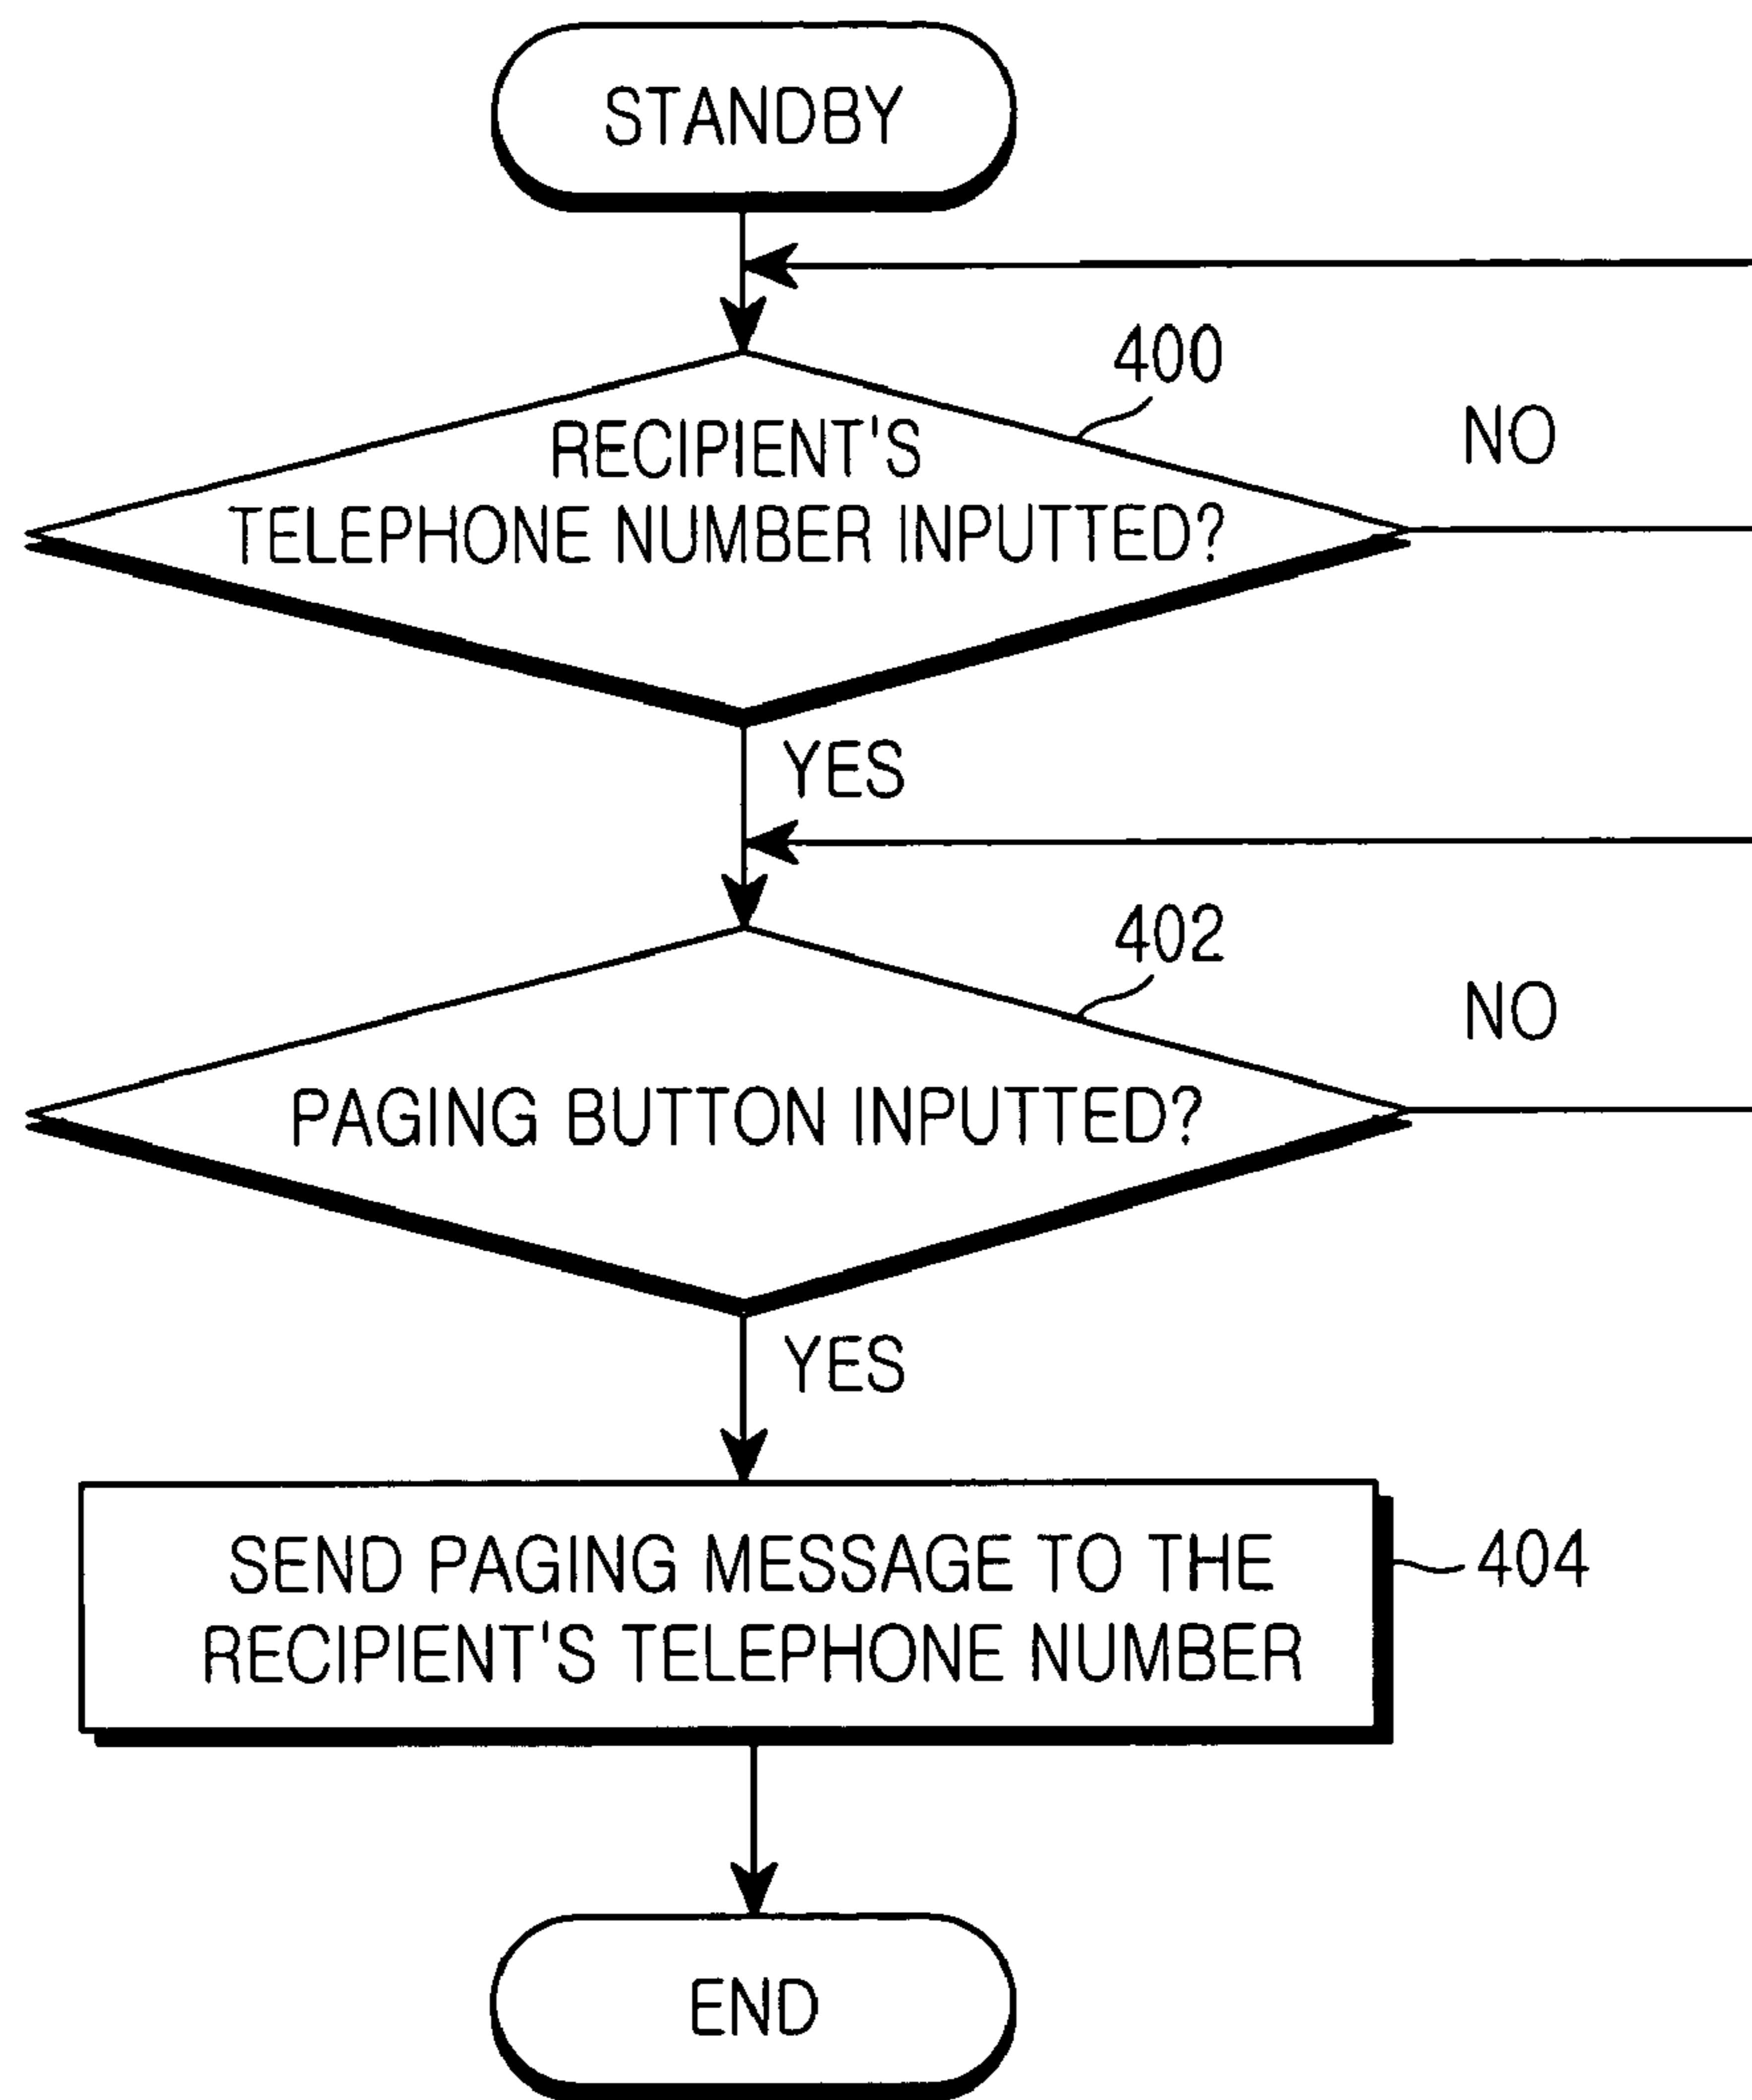 STANDBY
400
RECIPIENT'S
TELEPHONE NUMBER INPUTTED?
NO
YES
402
PAGING BUTTON INPUTTED?
NO
YES
SEND PAGING MESSAGE TO THE
RECIPIENT'S TELEPHONE NUMBER
404
END